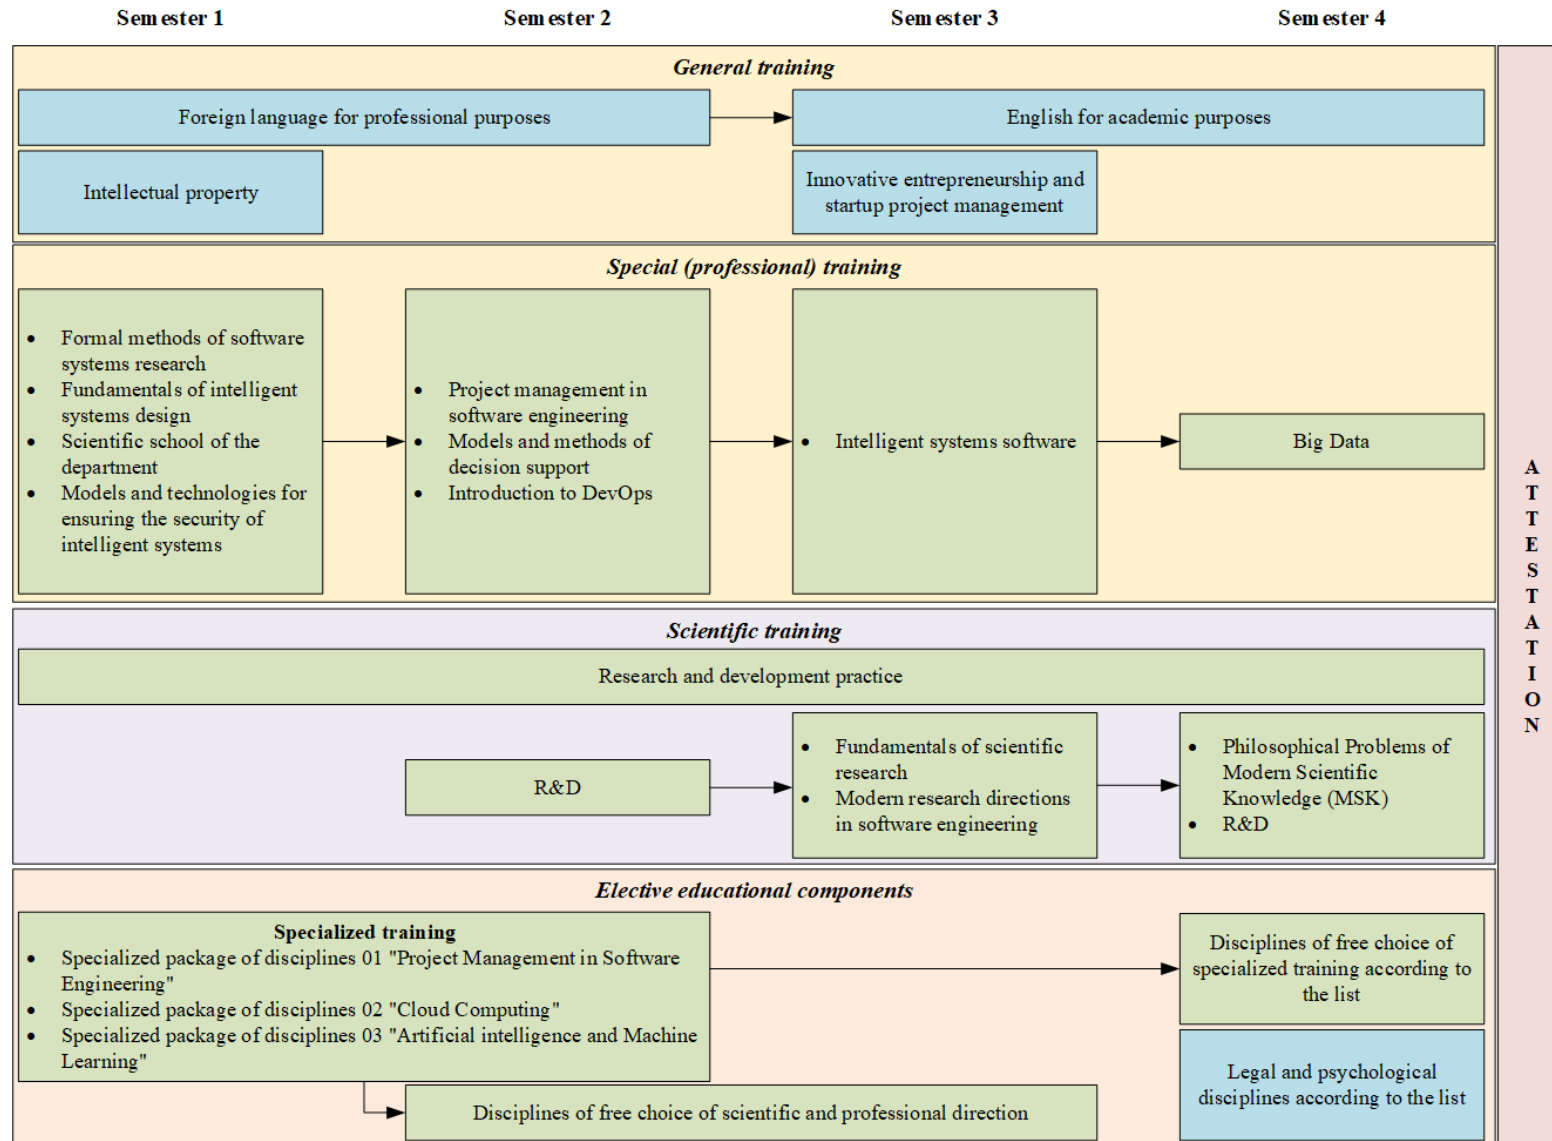 Semester 1
Semester 2
Semester 3
Semester 4
General training
Foreign language for professional purposes
English for academic purposes
Intellectual property
Innovative entrepreneurship and
startup project management
Special (professional) training
• Formal methods of software
systems research
• Fundamentals of intelligent
systems design
• Scientific school of the
department
• Models and technologies for
ensuring the security of
intelligent systems
• Project management in
software engineering
• Models and methods of
decision support
• Introduction to DevOps
• Intelligent systems software
Big Data
Scientific training
Research and development practice
R&D
• Fundamentals of scientific
research
• Modern research directions
in software engineering
• Philosophical Problems of
Modern Scientific
Knowledge (MSK)
• R&D
Elective educational components
Specialized training
• Specialized package of disciplines 01 "Project Management in Software
Engineering"
• Specialized package of disciplines 02 "Cloud Computing"
• Specialized package of disciplines 03 "Artificial intelligence and Machine
Learning"
Disciplines of free choice of
specialized training according to
the list
Disciplines of free choice of scientific and professional direction
Legal and psychological
disciplines according to the list
ATTESTATION